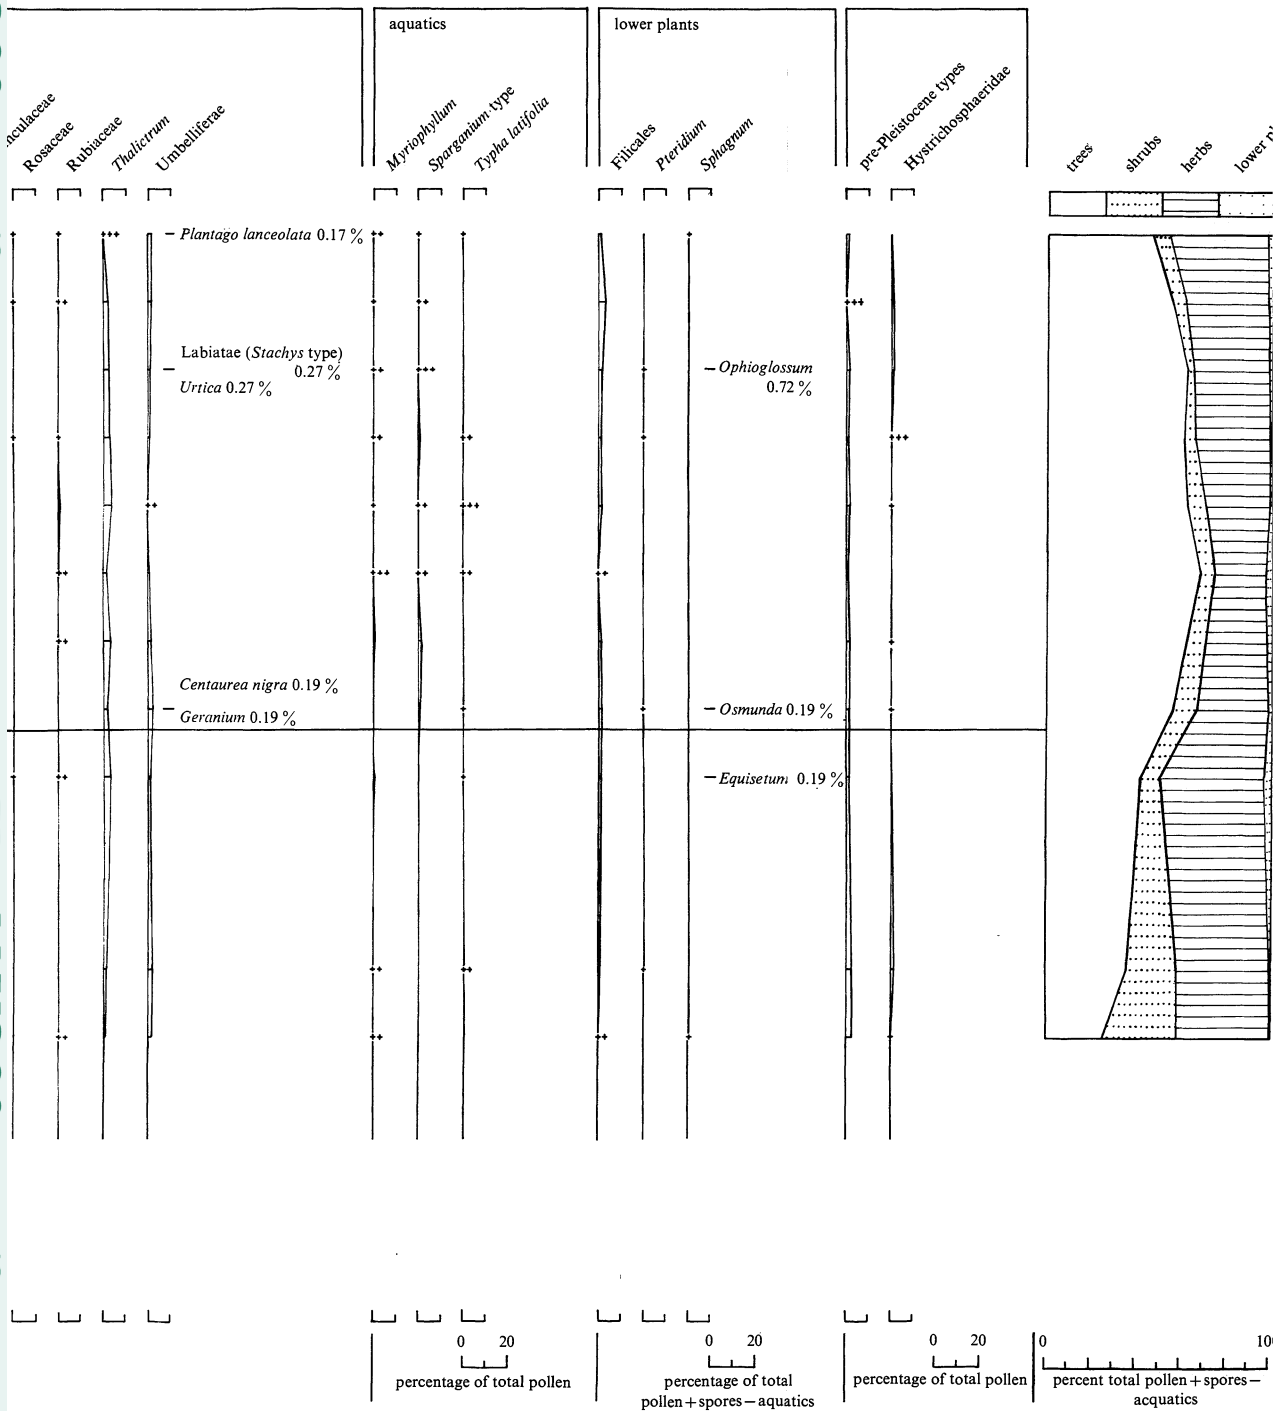 aquatics
lower plants
Rosaceae
Rubiaceae
Thalictrum
Umbelliferae
Myriophyllum
Sparganium-type
Typha latifolia
Filicales
Pteridium
Sphagnum
pre-Pleistocene types
Hystrichosphaeridae
trees
shrubs
herbs
lower
Plantago lanceolata 0.17 %
Labiatae (Stachys type)
0.27 %
Urtica 0.27 %
Ophioglossum
0.72 %
Centaurea nigra 0.19 %
Geranium 0.19 %
Osmunda 0.19 %
Equisetum 0.19 %
0 20
percentage of total pollen
0 20
percentage of total
pollen+spores−aquatics
0 20
percentage of total pollen
0
percent total pollen+spores−
acquatics